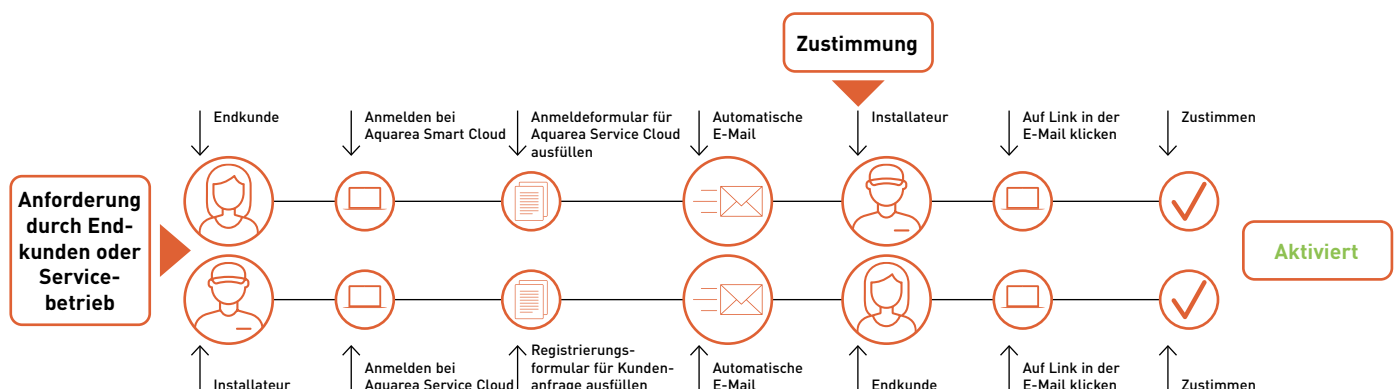 Zustimmung
Endkunde
Anmelden bei
Aquarea Smart Cloud
Anmeldeformular für
Aquarea Service Cloud
ausfüllen
Automatische
E-Mail
Installateur
Auf Link in der
E-Mail klicken
Zustimmen
Anforderung
durch End-
kunden oder
Service-
betrieb
Aktiviert
Installateur
Anmelden bei
Aquarea Service Cloud
Registrierungs-
formular für Kunden-
anfrage ausfüllen
Automatische
E-Mail
Endkunde
Auf Link in der
E-Mail klicken
Zustimmen